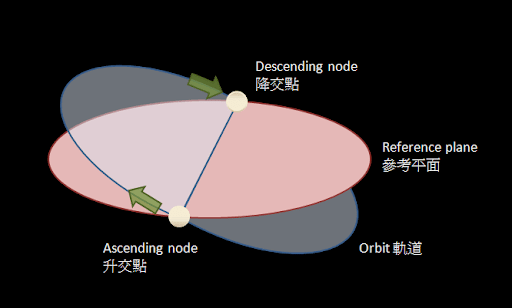 Descending node
降交點
Reference plane
參考平面
Ascending node
升交點
Orbit 軌道